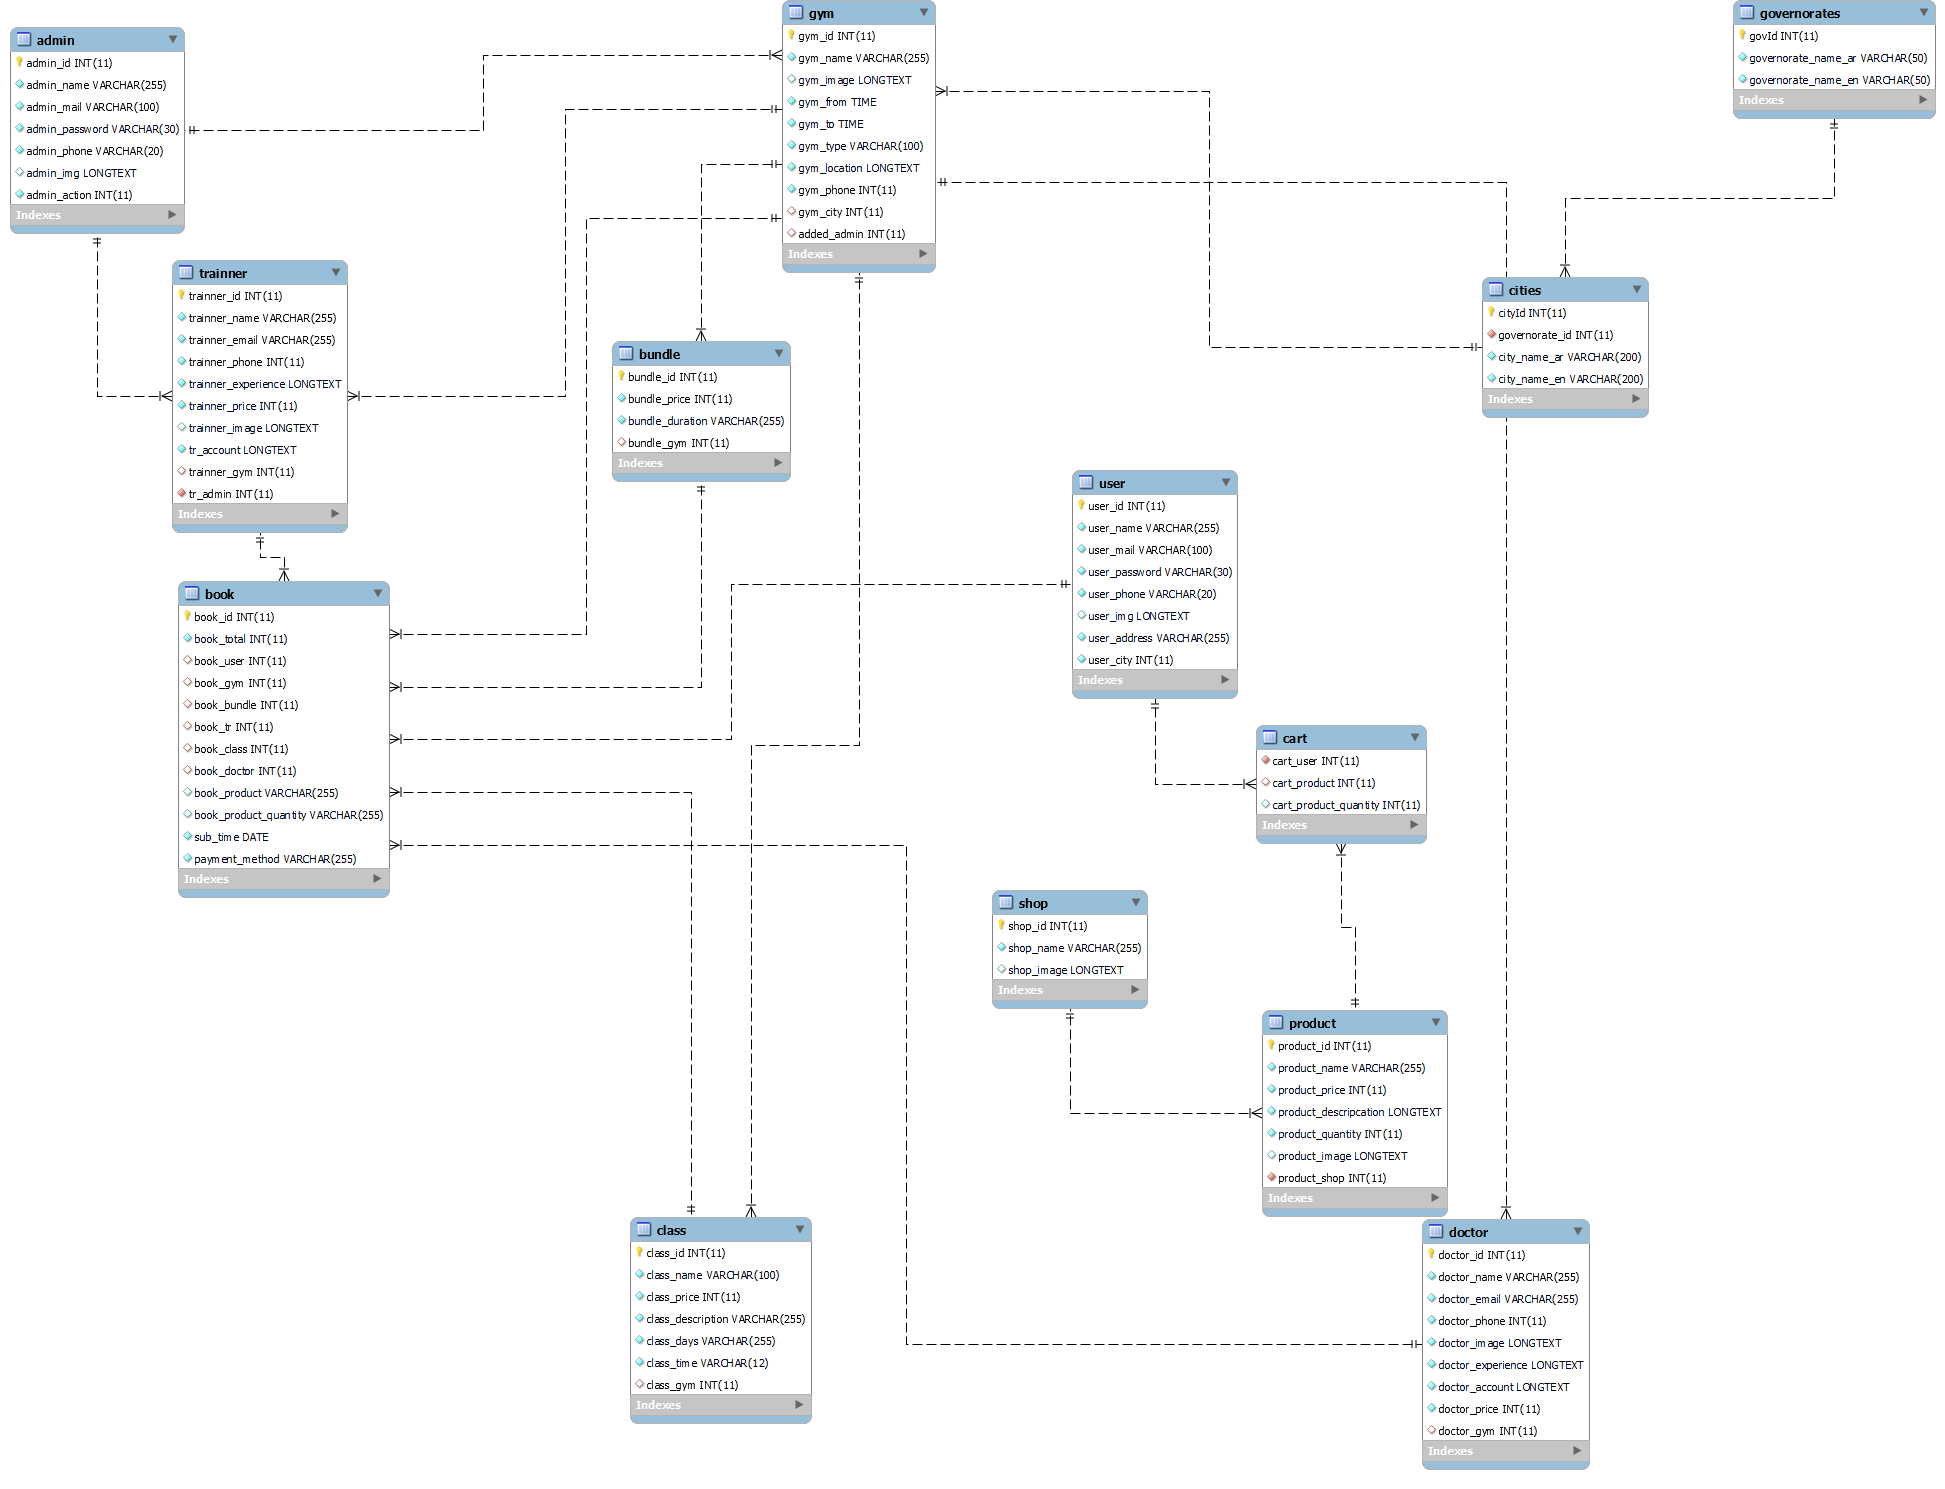 admin
admin_id INT(11)
admin_name VARCHAR(255)
admin_mail VARCHAR(100)
admin_password VARCHAR(30)
admin_phone VARCHAR(20)
admin_img LONGTEXT
admin_action INT(11)
Indexes
gym
gym_id INT(11)
gym_name VARCHAR(255)
gym_image LONGTEXT
gym_from TIME
gym_to TIME
gym_type VARCHAR(100)
gym_location LONGTEXT
gym_phone INT(11)
gym_city INT(11)
added_admin INT(11)
Indexes
governorates
govId INT(11)
governorate_name_ar VARCHAR(50)
governorate_name_en VARCHAR(50)
Indexes
trainner
trainner_id INT(11)
trainner_name VARCHAR(255)
trainner_email VARCHAR(255)
trainner_phone INT(11)
trainner_experience LONGTEXT
trainner_price INT(11)
trainner_image LONGTEXT
tr_account LONGTEXT
trainner_gym INT(11)
tr_admin INT(11)
Indexes
bundle
bundle_id INT(11)
bundle_price INT(11)
bundle_duration VARCHAR(255)
bundle_gym INT(11)
Indexes
cities
cityId INT(11)
governorate_id INT(11)
city_name_ar VARCHAR(200)
city_name_en VARCHAR(200)
Indexes
user
user_id INT(11)
user_name VARCHAR(255)
user_mail VARCHAR(100)
user_password VARCHAR(30)
user_phone VARCHAR(20)
user_img LONGTEXT
user_address VARCHAR(255)
user_city INT(11)
Indexes
book
book_id INT(11)
book_total INT(11)
book_user INT(11)
book_gym INT(11)
book_bundle INT(11)
book_tr INT(11)
book_class INT(11)
book_doctor INT(11)
book_product VARCHAR(255)
book_product_quantity VARCHAR(255)
sub_time DATE
payment_method VARCHAR(255)
Indexes
cart
cart_user INT(11)
cart_product INT(11)
cart_product_quantity INT(11)
Indexes
shop
shop_id INT(11)
shop_name VARCHAR(255)
shop_image LONGTEXT
Indexes
product
product_id INT(11)
product_name VARCHAR(255)
product_price INT(11)
product_descripcation LONGTEXT
product_quantity INT(11)
product_image LONGTEXT
product_shop INT(11)
Indexes
class
class_id INT(11)
class_name VARCHAR(100)
class_price INT(11)
class_description VARCHAR(255)
class_days VARCHAR(255)
class_time VARCHAR(12)
class_gym INT(11)
Indexes
doctor
doctor_id INT(11)
doctor_name VARCHAR(255)
doctor_email VARCHAR(255)
doctor_phone INT(11)
doctor_image LONGTEXT
doctor_experience LONGTEXT
doctor_account LONGTEXT
doctor_price INT(11)
doctor_gym INT(11)
Indexes